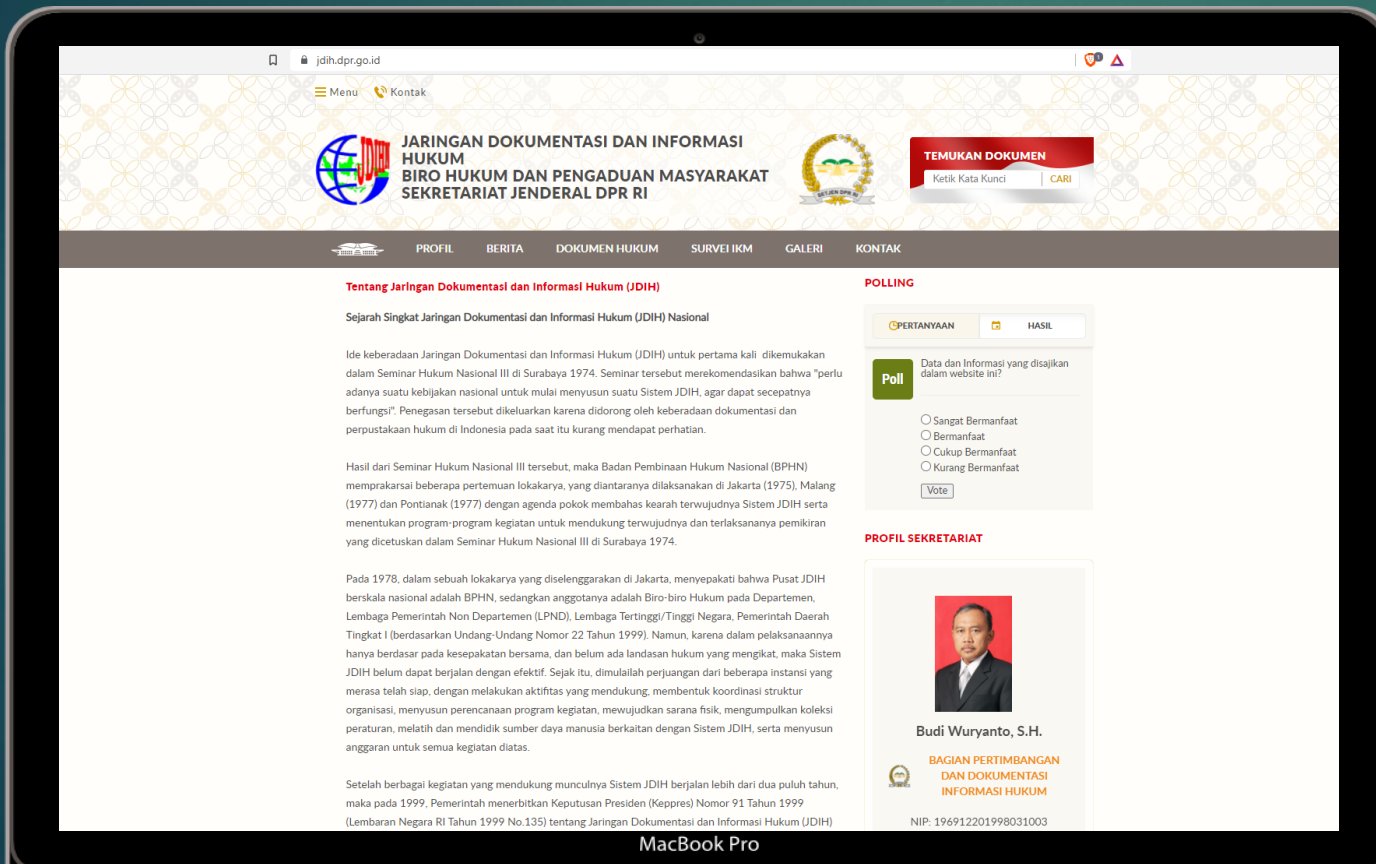 jdih.dpr.go.id
1
Menu
Kontak
JDIH
JARINGAN DOKUMENTASI DAN INFORMASI
HUKUM
BIRO HUKUM DAN PENGADUAN MASYARAKAT
SEKRETARIAT JENDERAL DPR RI
SETJEN DPR RI
TEMUKAN DOKUMEN
Ketik Kata Kunci
CARI
PROFIL
BERITA
DOKUMEN HUKUM
SURVEI IKM
GALERI
KONTAK
Tentang Jaringan Dokumentasi dan Informasi Hukum (JDIH)
Sejarah Singkat Jaringan Dokumentasi dan Informasi Hukum (JDIH) Nasional
Ide keberadaan Jaringan Dokumentasi dan Informasi Hukum (JDIH) untuk pertama kali dikemukakan
dalam Seminar Hukum Nasional III di Surabaya 1974. Seminar tersebut merekomendasikan bahwa "perlu
adanya suatu kebijakan nasional untuk mulai menyusun suatu Sistem JDIH, agar dapat secepatnya
berfungsi". Penegasan tersebut dikeluarkan karena didorong oleh keberadaan dokumentasi dan
perpustakaan hukum di Indonesia pada saat itu kurang mendapat perhatian.
Hasil dari Seminar Hukum Nasional III tersebut, maka Badan Pembinaan Hukum Nasional (BPHN)
memprakarsai beberapa pertemuan lokakarya, yang diantaranya dilaksanakan di Jakarta (1975), Malang
(1977) dan Pontianak (1977) dengan agenda pokok membahas kearah terwujudnya Sistem JDIH serta
menentukan program-program kegiatan untuk mendukung terwujudnya dan terlaksananya pemikiran
yang dicetuskan dalam Seminar Hukum Nasional III di Surabaya 1974.
Pada 1978, dalam sebuah lokakarya yang diselenggarakan di Jakarta, menyepakati bahwa Pusat JDIH
berskala nasional adalah BPHN, sedangkan anggotanya adalah Biro-biro Hukum pada Departemen,
Lembaga Pemerintah Non Departemen (LPND), Lembaga Tertinggi/Tinggi Negara, Pemerintah Daerah
Tingkat I (berdasarkan Undang-Undang Nomor 22 Tahun 1999). Namun, karena dalam pelaksanaannya
hanya berdasar pada kesepakatan bersama, dan belum ada landasan hukum yang mengikat, maka Sistem
JDIH belum dapat berjalan dengan efektif. Sejak itu, dimulailah perjuangan dari beberapa instansi yang
merasa telah siap, dengan melakukan aktifitas yang mendukung, membentuk koordinasi struktur
organisasi, menyusun perencanaan program kegiatan, mewujudkan sarana fisik, mengumpulkan koleksi
peraturan, melatih dan mendidik sumber daya manusia berkaitan dengan Sistem JDIH, serta menyusun
anggaran untuk semua kegiatan diatas.
Setelah berbagai kegiatan yang mendukung munculnya Sistem JDIH berjalan lebih dari dua puluh tahun,
maka pada 1999, Pemerintah menerbitkan Keputusan Presiden (Keppres) Nomor 91 Tahun 1999
(Lembaran Negara RI Tahun 1999 No.135) tentang Jaringan Dokumentasi dan Informasi Hukum (JDIH)
POLLING
PERTANYAAN
HASIL
Poll
Data dan Informasi yang disajikan
dalam website ini?
Sangat Bermanfaat
Bermanfaat
Cukup Bermanfaat
Kurang Bermanfaat
Vote
PROFIL SEKRETARIAT
Budi Wuryanto, S.H.
BAGIAN PERTIMBANGAN
DAN DOKUMENTASI
INFORMASI HUKUM
NIP: 196912201998031003
MacBook Pro